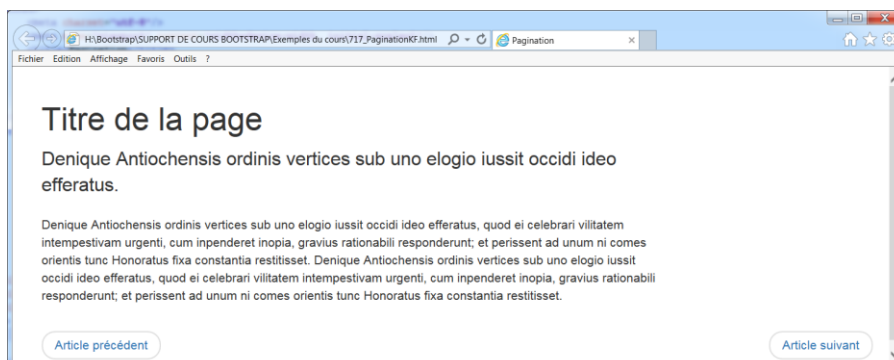 H:\Bootstrap\SUPPORT DE COURS BOOTSTRAP\Exemples du cours\717_PaginationKF.html
Pagination
Fichier Edition Affichage Favoris Outils ?
Titre de la page
Denique Antiochensis ordinis vertices sub uno elogio iussit occidi ideo
efferatus.
Denique Antiochensis ordinis vertices sub uno elogio iussit occidi ideo efferatus, quod ei celebrari vilitatem
intempestivam urgenti, cum inpenderet inopia, gravius rationabili responderunt; et perissent ad unum ni comes
orientis tunc Honoratus fixa constantia restitisset. Denique Antiochensis ordinis vertices sub uno elogio iussit
occidi ideo efferatus, quod ei celebrari vilitatem intempestivam urgenti, cum inpenderet inopia, gravius rationabili
responderunt; et perissent ad unum ni comes orientis tunc Honoratus fixa constantia restitisset.
Article précédent
Article suivant